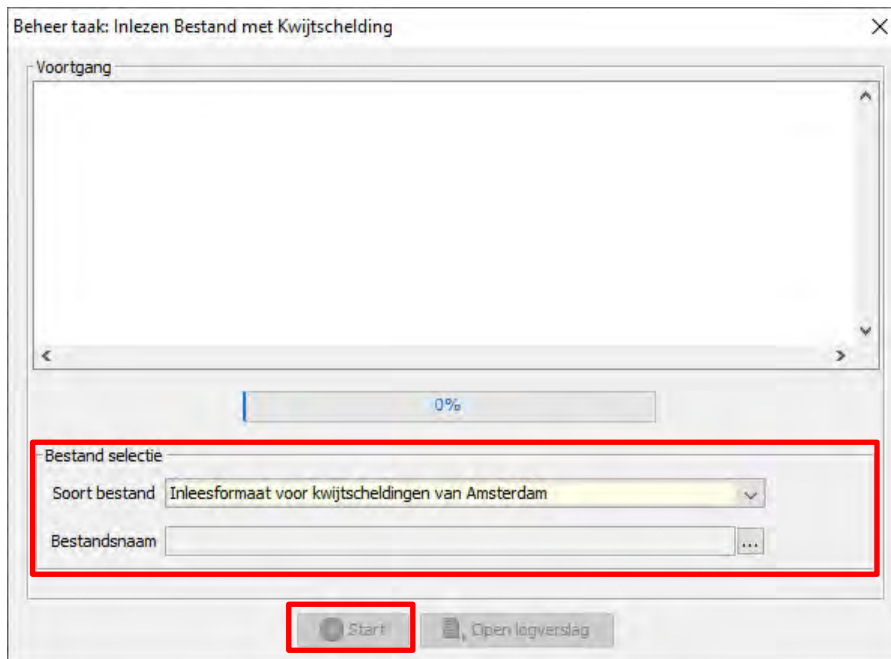 Beheer taak: Inlezen Bestand met Kwijtschelding
Voortgang
0%
Bestand selectie
Soort bestand Inleesformaat voor kwijtscheldingen van Amsterdam
Bestandsnaam ...
Start Open logverslag